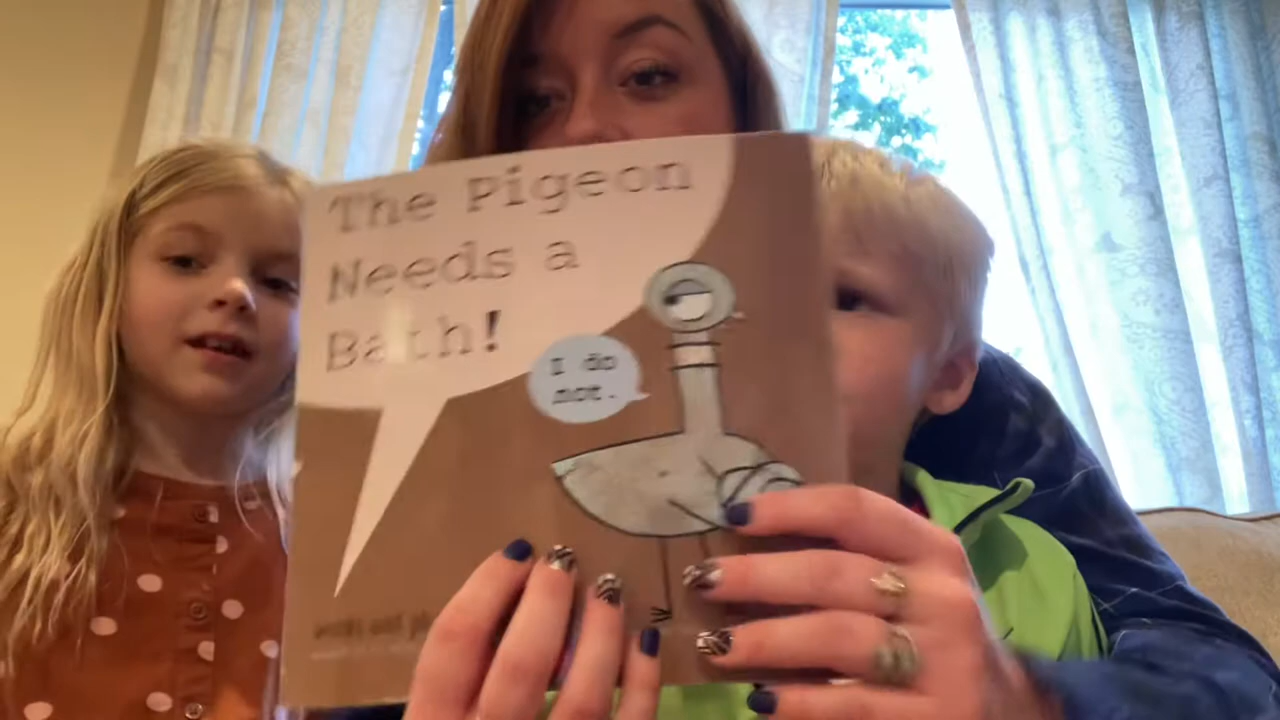 The Pigeon
Needs a
Bath!
I do
not.